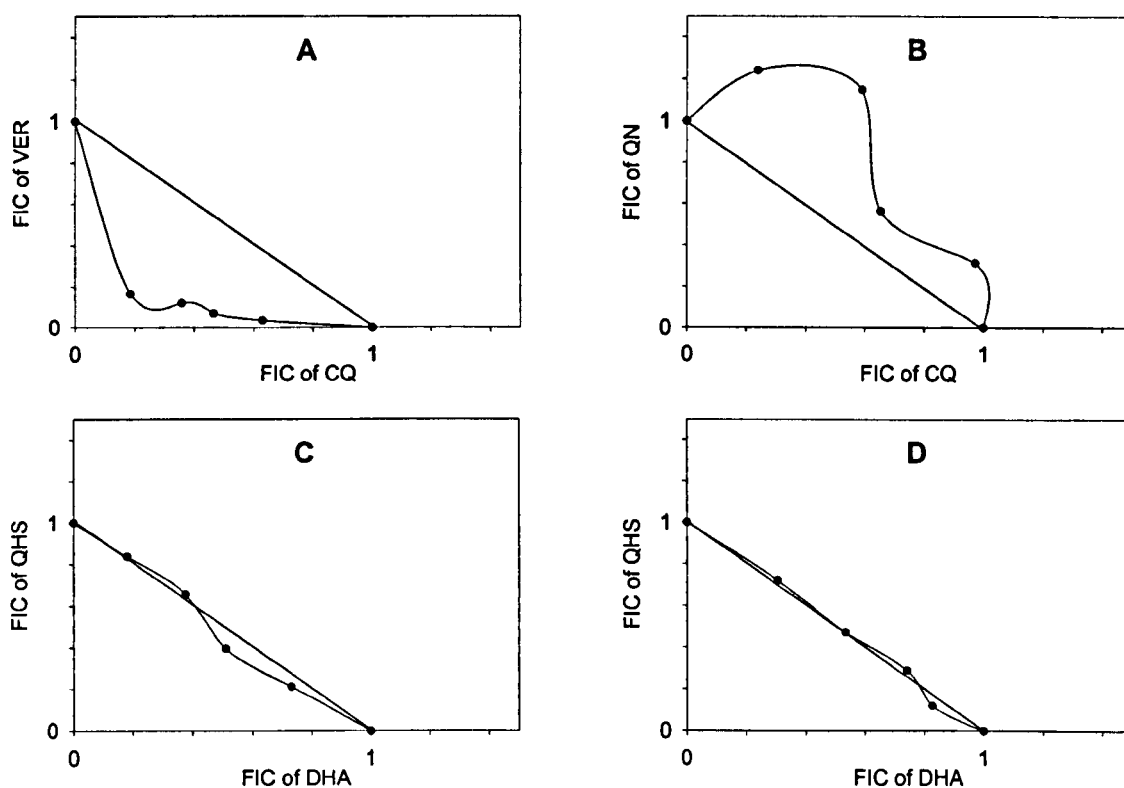 A
FIC of VER
1
0
0
1
FIC of CQ
B
FIC of QN
1
0
0
1
FIC of CQ
C
FIC of QHS
1
0
0
1
FIC of DHA
D
FIC of QHS
1
0
0
1
FIC of DHA